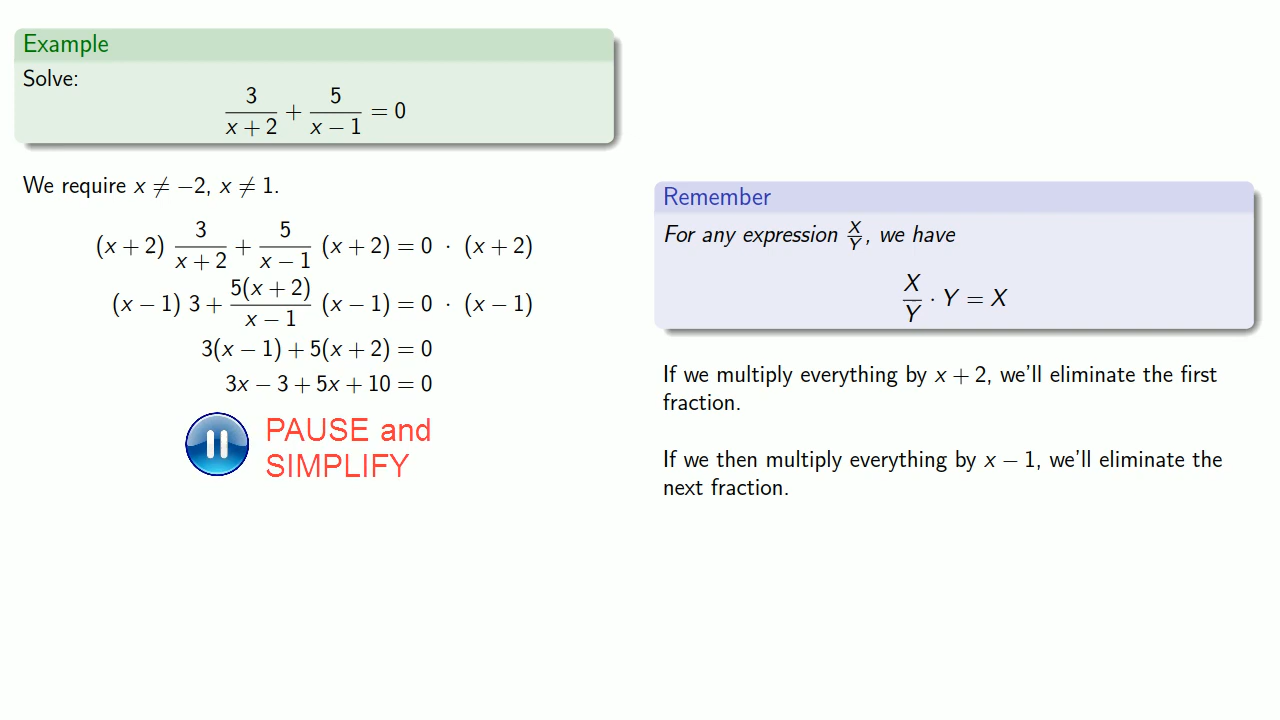 Example
Solve:
3/(x + 2) + 5/(x − 1) = 0
We require x ≠ −2, x ≠ 1.
(x + 2) 3/(x + 2) + 5/(x − 1) (x + 2) = 0 · (x + 2)
(x − 1) 3 + 5(x + 2)/(x − 1) (x − 1) = 0 · (x − 1)
3(x − 1) + 5(x + 2) = 0
3x − 3 + 5x + 10 = 0
PAUSE and
SIMPLIFY
Remember
For any expression X/Y, we have
X/Y · Y = X
If we multiply everything by x + 2, we'll eliminate the first
fraction.
If we then multiply everything by x − 1, we'll eliminate the
next fraction.